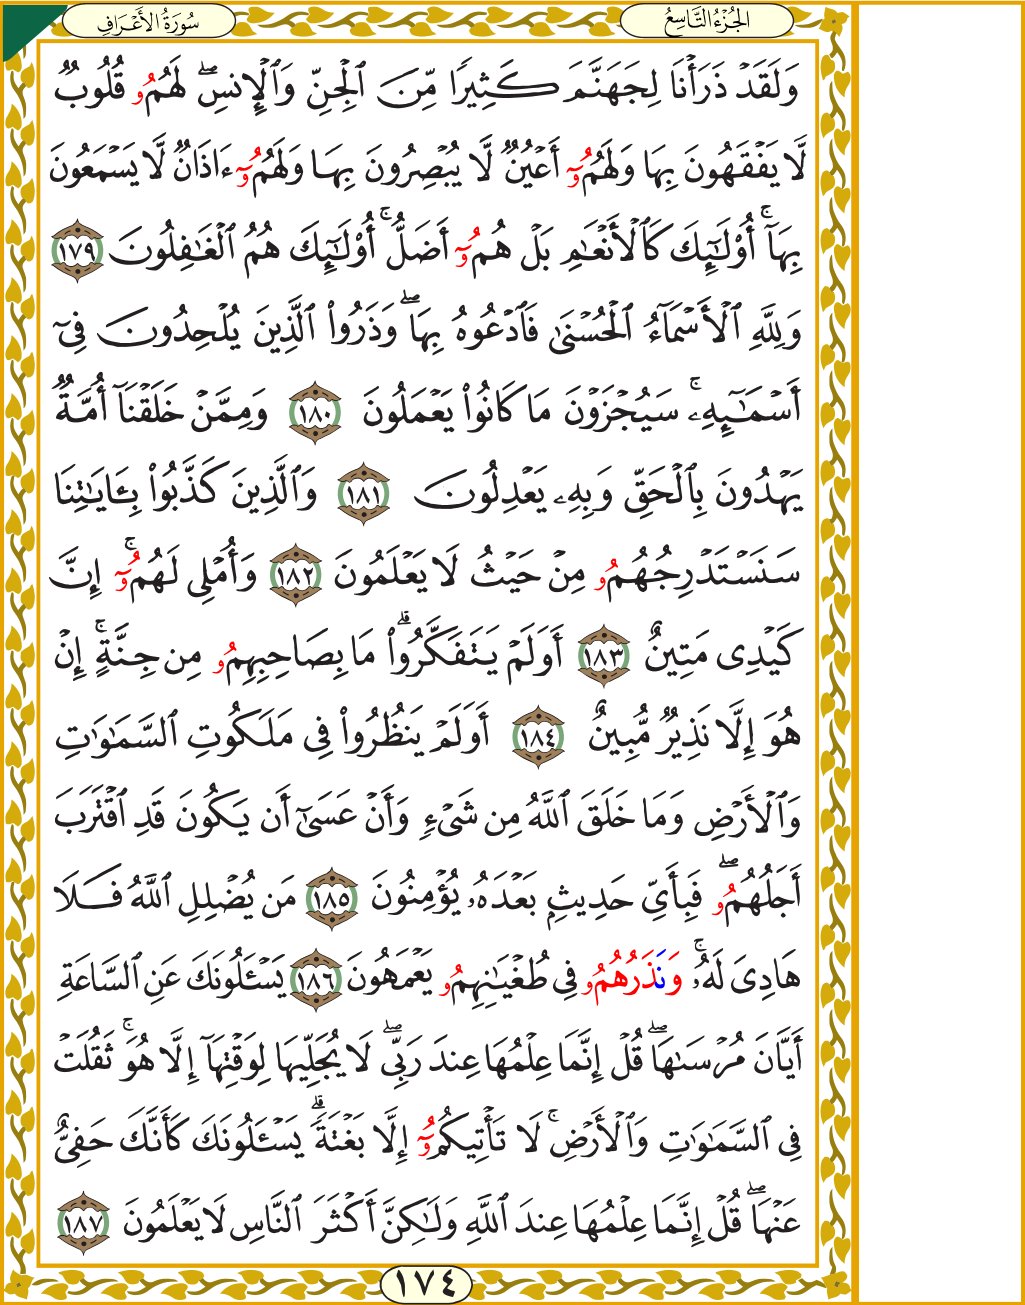 سُورَةُ الأَعْرَافِ
الجُزْءُ التَّاسِعُ
وَلَقَدْ ذَرَأْنَا لِجَهَنَّمَ كَثِيرًا مِّنَ ٱلْجِنِّ وَٱلْإِنسِ ۖ لَهُمُۥ قُلُوبٌ
لَّا يَفْقَهُونَ بِهَا وَلَهُمُۥٓ أَعْيُنٌ لَّا يُبْصِرُونَ بِهَا وَلَهُمُۥٓ ءَاذَانٌ لَّا يَسْمَعُونَ
بِهَآ ۚ أُو۟لَٰٓئِكَ كَٱلْأَنْعَٰمِ بَلْ هُمُۥٓ أَضَلُّ ۚ أُو۟لَٰٓئِكَ هُمُ ٱلْغَٰفِلُونَ ١٧٩
وَلِلَّهِ ٱلْأَسْمَآءُ ٱلْحُسْنَىٰ فَٱدْعُوهُ بِهَا ۖ وَذَرُوا۟ ٱلَّذِينَ يُلْحِدُونَ فِىٓ
أَسْمَٰٓئِهِۦ ۚ سَيُجْزَوْنَ مَا كَانُوا۟ يَعْمَلُونَ ١٨٠ وَمِمَّنْ خَلَقْنَآ أُمَّةٌ
يَهْدُونَ بِٱلْحَقِّ وَبِهِۦ يَعْدِلُونَ ١٨١ وَٱلَّذِينَ كَذَّبُوا۟ بِـَٔايَٰتِنَا
سَنَسْتَدْرِجُهُمُۥ مِنْ حَيْثُ لَا يَعْلَمُونَ ١٨٢ وَأُمْلِى لَهُمُۥٓ ۚ إِنَّ
كَيْدِى مَتِينٌ ١٨٣ أَوَلَمْ يَتَفَكَّرُوا۟ ۗ مَا بِصَاحِبِهِمُۥ مِن جِنَّةٍ ۚ إِنْ
هُوَ إِلَّا نَذِيرٌ مُّبِينٌ ١٨٤ أَوَلَمْ يَنظُرُوا۟ فِى مَلَكُوتِ ٱلسَّمَٰوَٰتِ
وَٱلْأَرْضِ وَمَا خَلَقَ ٱللَّهُ مِن شَىْءٍ وَأَنْ عَسَىٰٓ أَن يَكُونَ قَدِ ٱقْتَرَبَ
أَجَلُهُمُۥ ۖ فَبِأَىِّ حَدِيثٍۭ بَعْدَهُۥ يُؤْمِنُونَ ١٨٥ مَن يُضْلِلِ ٱللَّهُ فَلَا
هَادِىَ لَهُۥ ۚ وَنَذَرُهُمُۥ فِى طُغْيَٰنِهِمُۥ يَعْمَهُونَ ١٨٦ يَسْـَٔلُونَكَ عَنِ ٱلسَّاعَةِ
أَيَّانَ مُرْسَىٰهَا ۖ قُلْ إِنَّمَا عِلْمُهَا عِندَ رَبِّى ۖ لَا يُجَلِّيهَا لِوَقْتِهَآ إِلَّا هُوَ ۚ ثَقُلَتْ
فِى ٱلسَّمَٰوَٰتِ وَٱلْأَرْضِ ۚ لَا تَأْتِيكُمُۥٓ إِلَّا بَغْتَةً ۗ يَسْـَٔلُونَكَ كَأَنَّكَ حَفِىٌّ
عَنْهَا ۖ قُلْ إِنَّمَا عِلْمُهَا عِندَ ٱللَّهِ وَلَٰكِنَّ أَكْثَرَ ٱلنَّاسِ لَا يَعْلَمُونَ ١٨٧
١٧٤